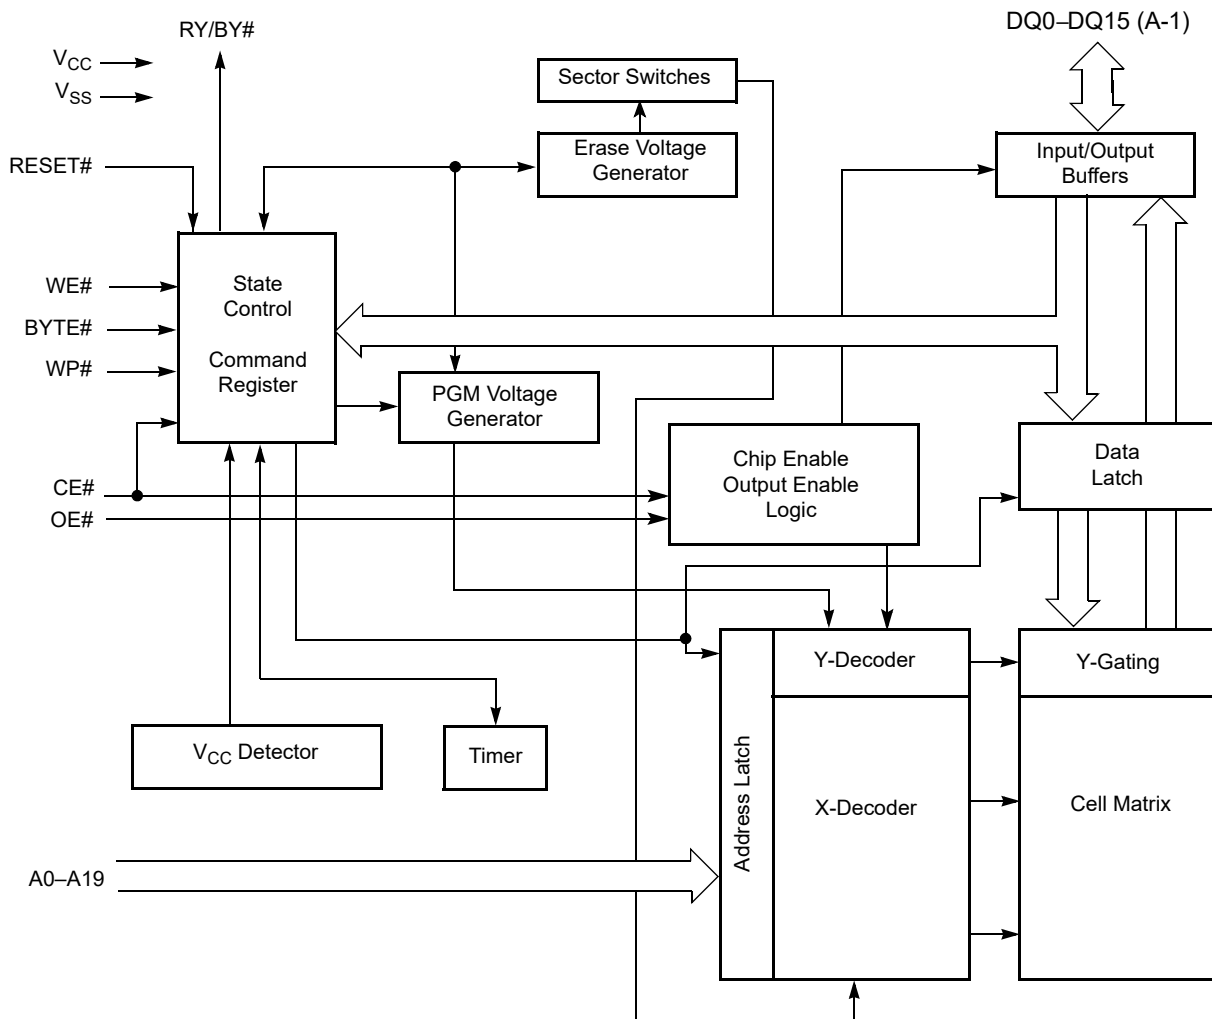 RY/BY#
DQ0–DQ15 (A-1)
VCC
VSS
Sector Switches
RESET#
Erase Voltage
Generator
Input/Output
Buffers
WE#
BYTE#
WP#
State
Control
Command
Register
PGM Voltage
Generator
Chip Enable
Output Enable
Logic
Data
Latch
CE#
OE#
Y-Decoder
Y-Gating
VCC Detector
Timer
Address Latch
X-Decoder
Cell Matrix
A0–A19